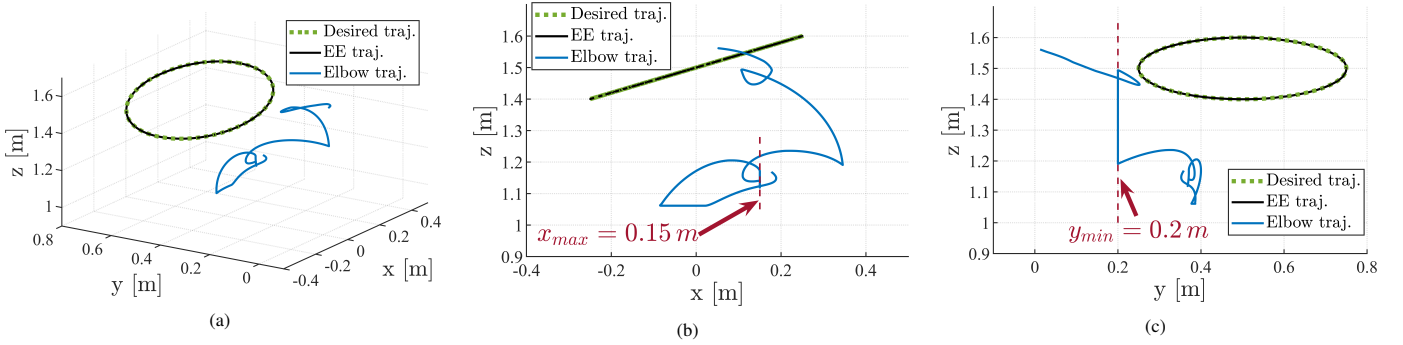 Desired traj.
EE traj.
Elbow traj.
z [m]
1.6
1.4
1.2
1
0.8
0.6
0.4
0.2
0
y [m]
-0.4
-0.2
0
0.2
0.4
x [m]
(a)
Desired traj.
EE traj.
Elbow traj.
z [m]
1.6
1.5
1.4
1.3
1.2
1.1
1
0.9
x_max = 0.15 m
-0.4
-0.2
0
0.2
0.4
x [m]
(b)
z [m]
1.6
1.5
1.4
1.3
1.2
1.1
1
0.9
Desired traj.
EE traj.
Elbow traj.
y_min = 0.2 m
0
0.2
0.4
0.6
0.8
y [m]
(c)